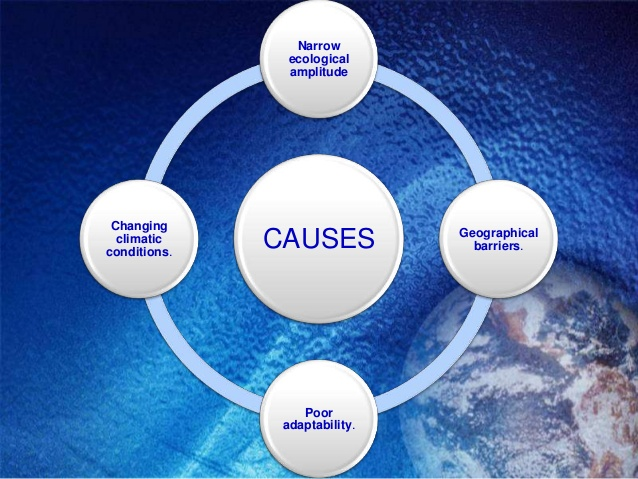 Narrow
ecological
amplitude
Changing
climatic
conditions.
CAUSES
Geographical
barriers.
Poor
adaptability.